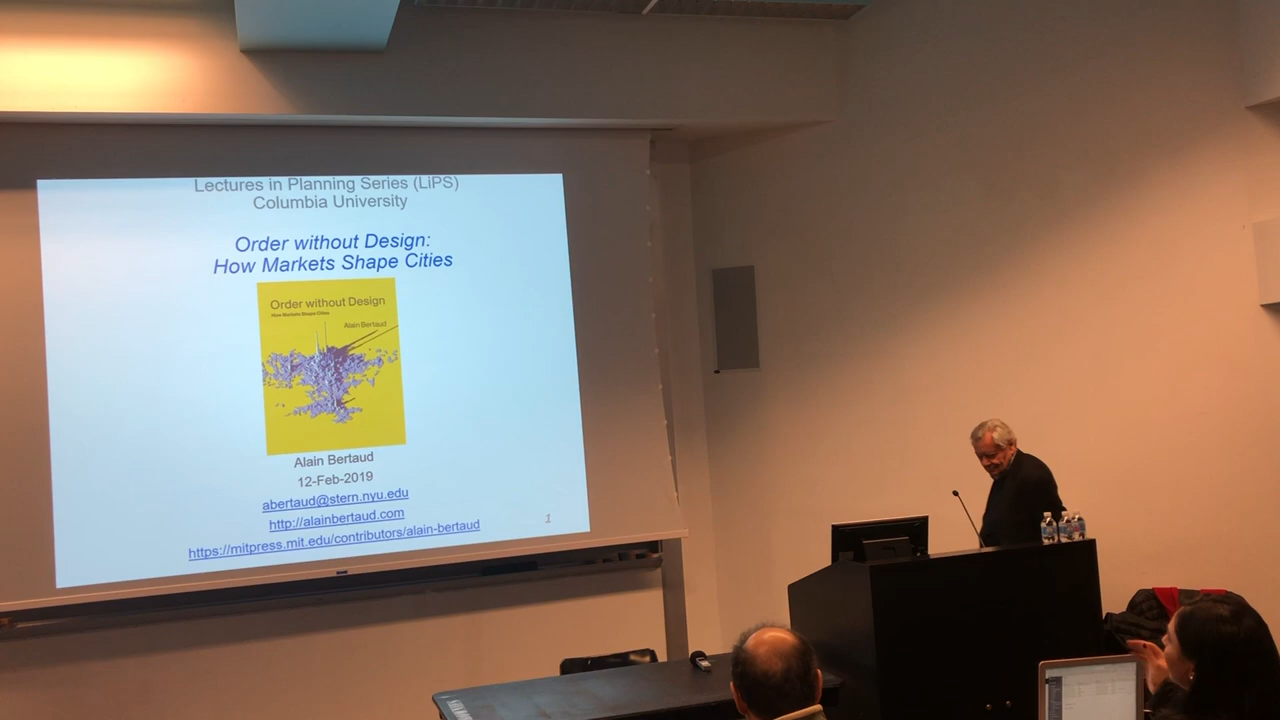 Lectures in Planning Series (LiPS)
Columbia University
Order without Design:
How Markets Shape Cities
Order without Design
How Markets Shape Cities
Alain Bertaud
Alain Bertaud
12-Feb-2019
abertaud@stern.nyu.edu
http://alainbertaud.com
https://mitpress.mit.edu/contributors/alain-bertaud
1